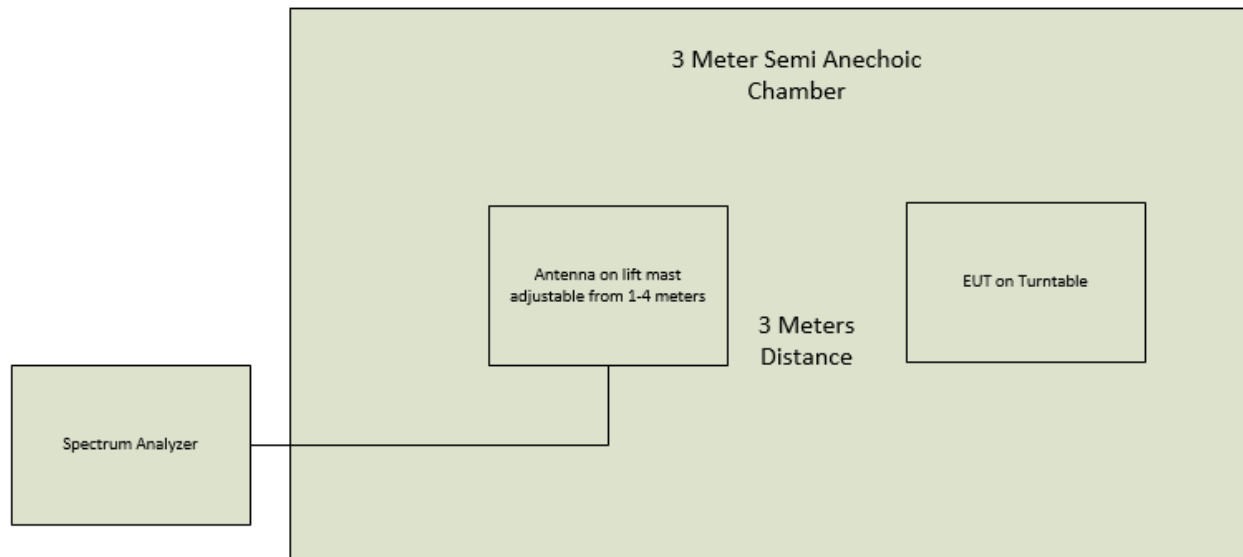 3 Meter Semi Anechoic
Chamber
Antenna on lift mast
adjustable from 1-4 meters
EUT on Turntable
3 Meters
Distance
Spectrum Analyzer